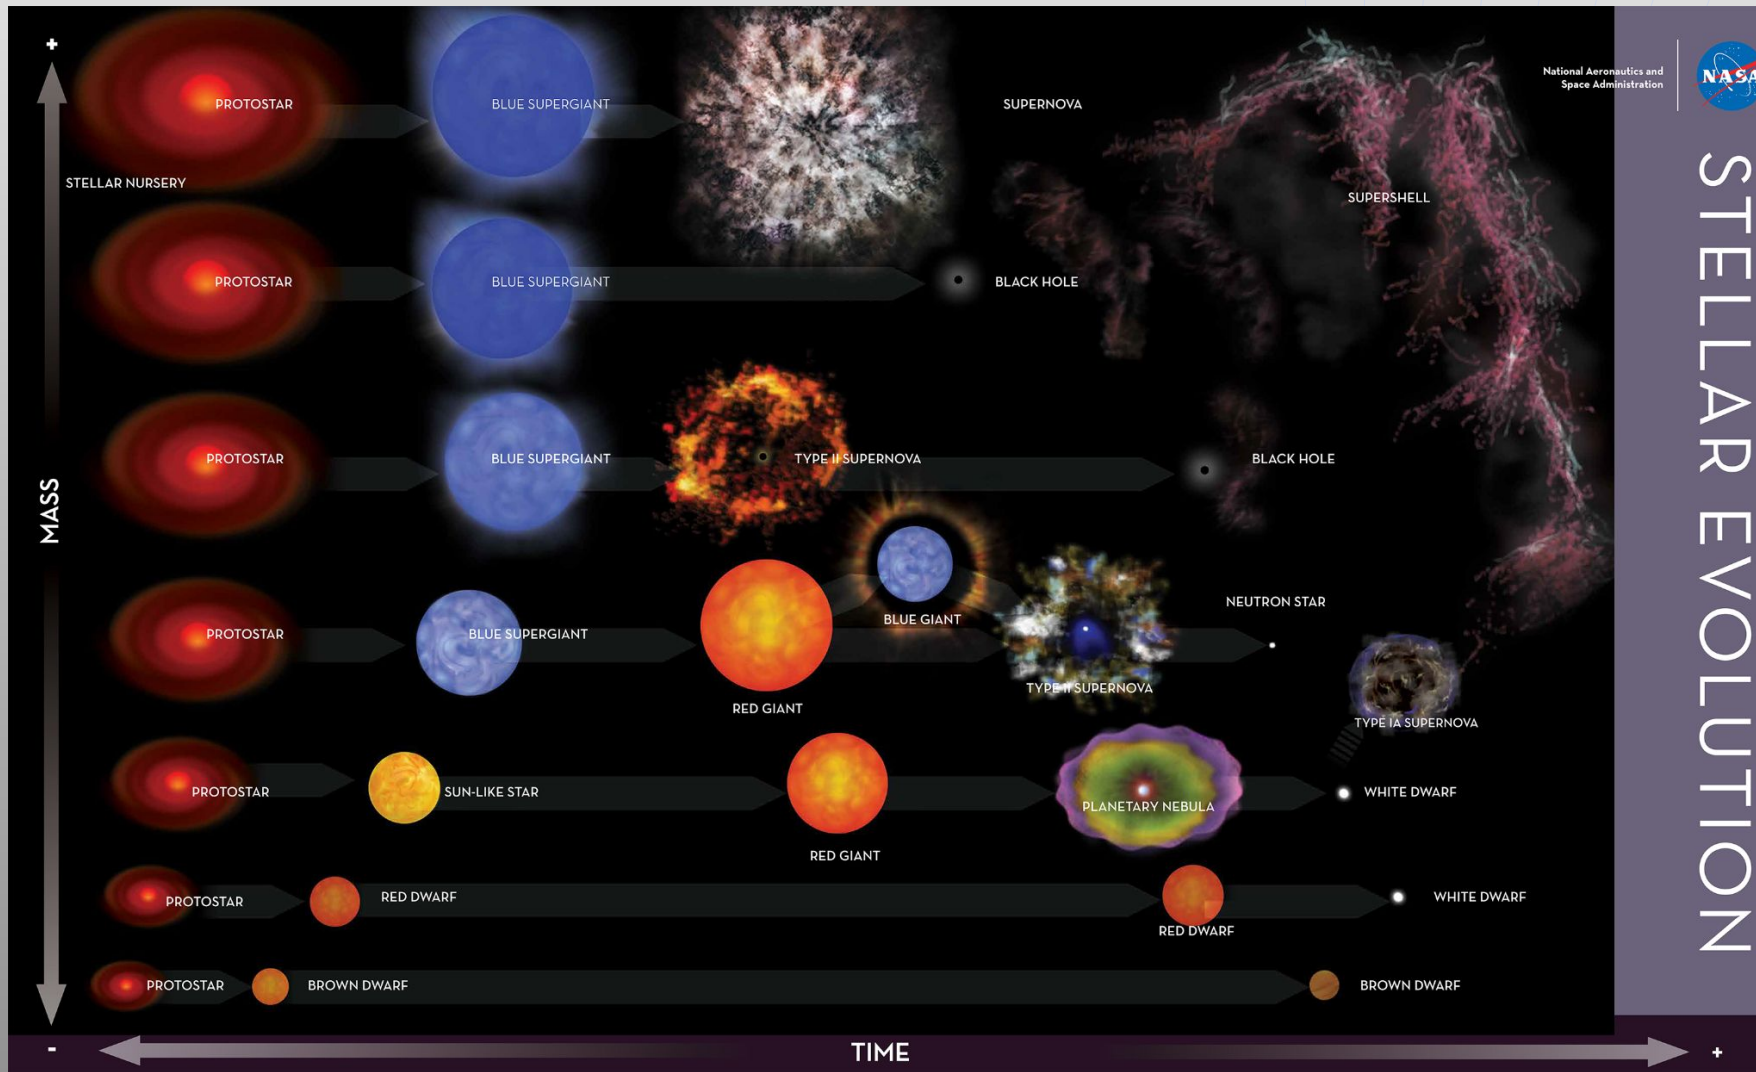 +
PROTOSTAR
BLUE SUPERGIANT
SUPERNOVA
National Aeronautics and
Space Administration
NASA
STELLAR NURSERY
SUPERSHELL
PROTOSTAR
BLUE SUPERGIANT
BLACK HOLE
PROTOSTAR
BLUE SUPERGIANT
TYPE II SUPERNOVA
BLACK HOLE
MASS
PROTOSTAR
BLUE SUPERGIANT
RED GIANT
BLUE GIANT
TYPE II SUPERNOVA
NEUTRON STAR
TYPE IA SUPERNOVA
PROTOSTAR
SUN-LIKE STAR
RED GIANT
PLANETARY NEBULA
WHITE DWARF
PROTOSTAR
RED DWARF
RED DWARF
WHITE DWARF
PROTOSTAR
BROWN DWARF
BROWN DWARF
-
TIME
+
STELLAR EVOLUTION